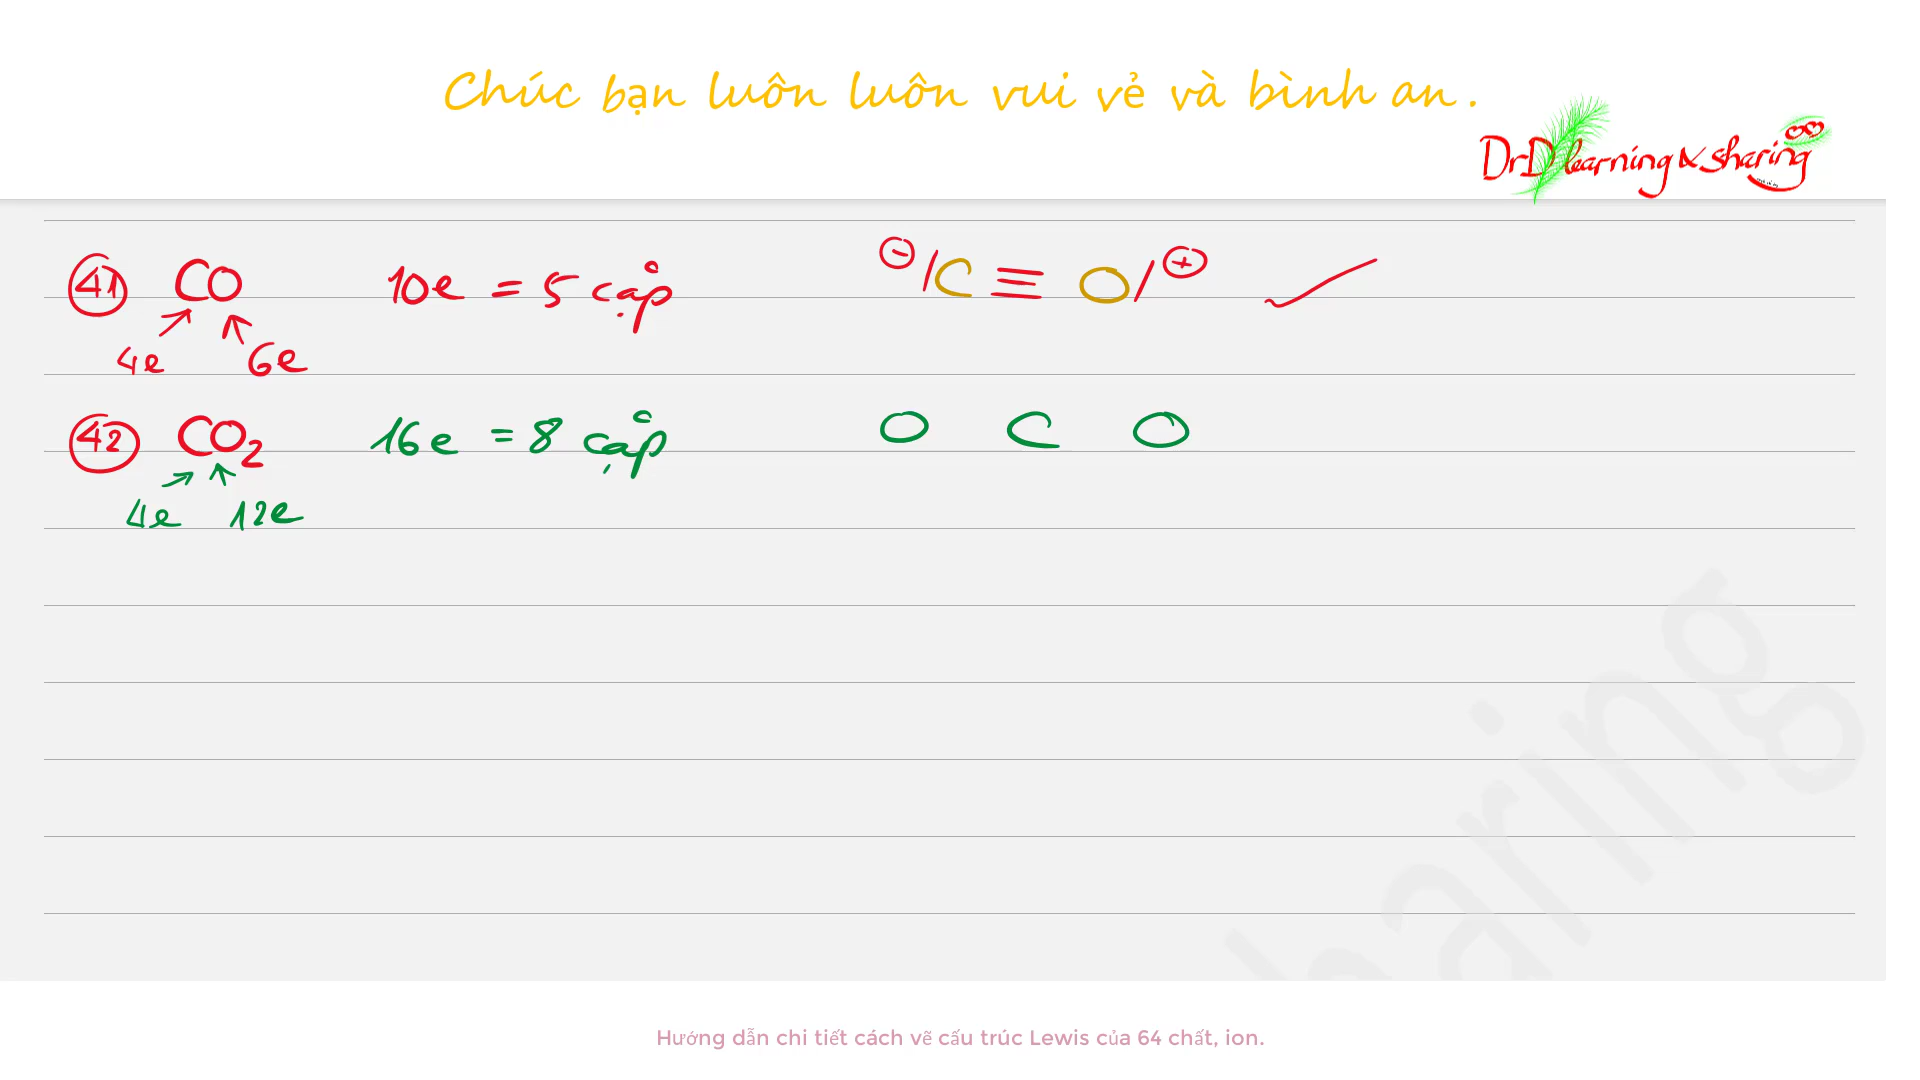 Chúc bạn luôn luôn vui vẻ và bình an.
Dr.D learning & sharing
41 CO 10e = 5 cặp ⊖ |C ≡ O| ⊕ ✓
4e 6e
42 CO₂ 16e = 8 cặp O C O
4e 12e
haring
Hướng dẫn chi tiết cách vẽ cấu trúc Lewis của 64 chất, ion.